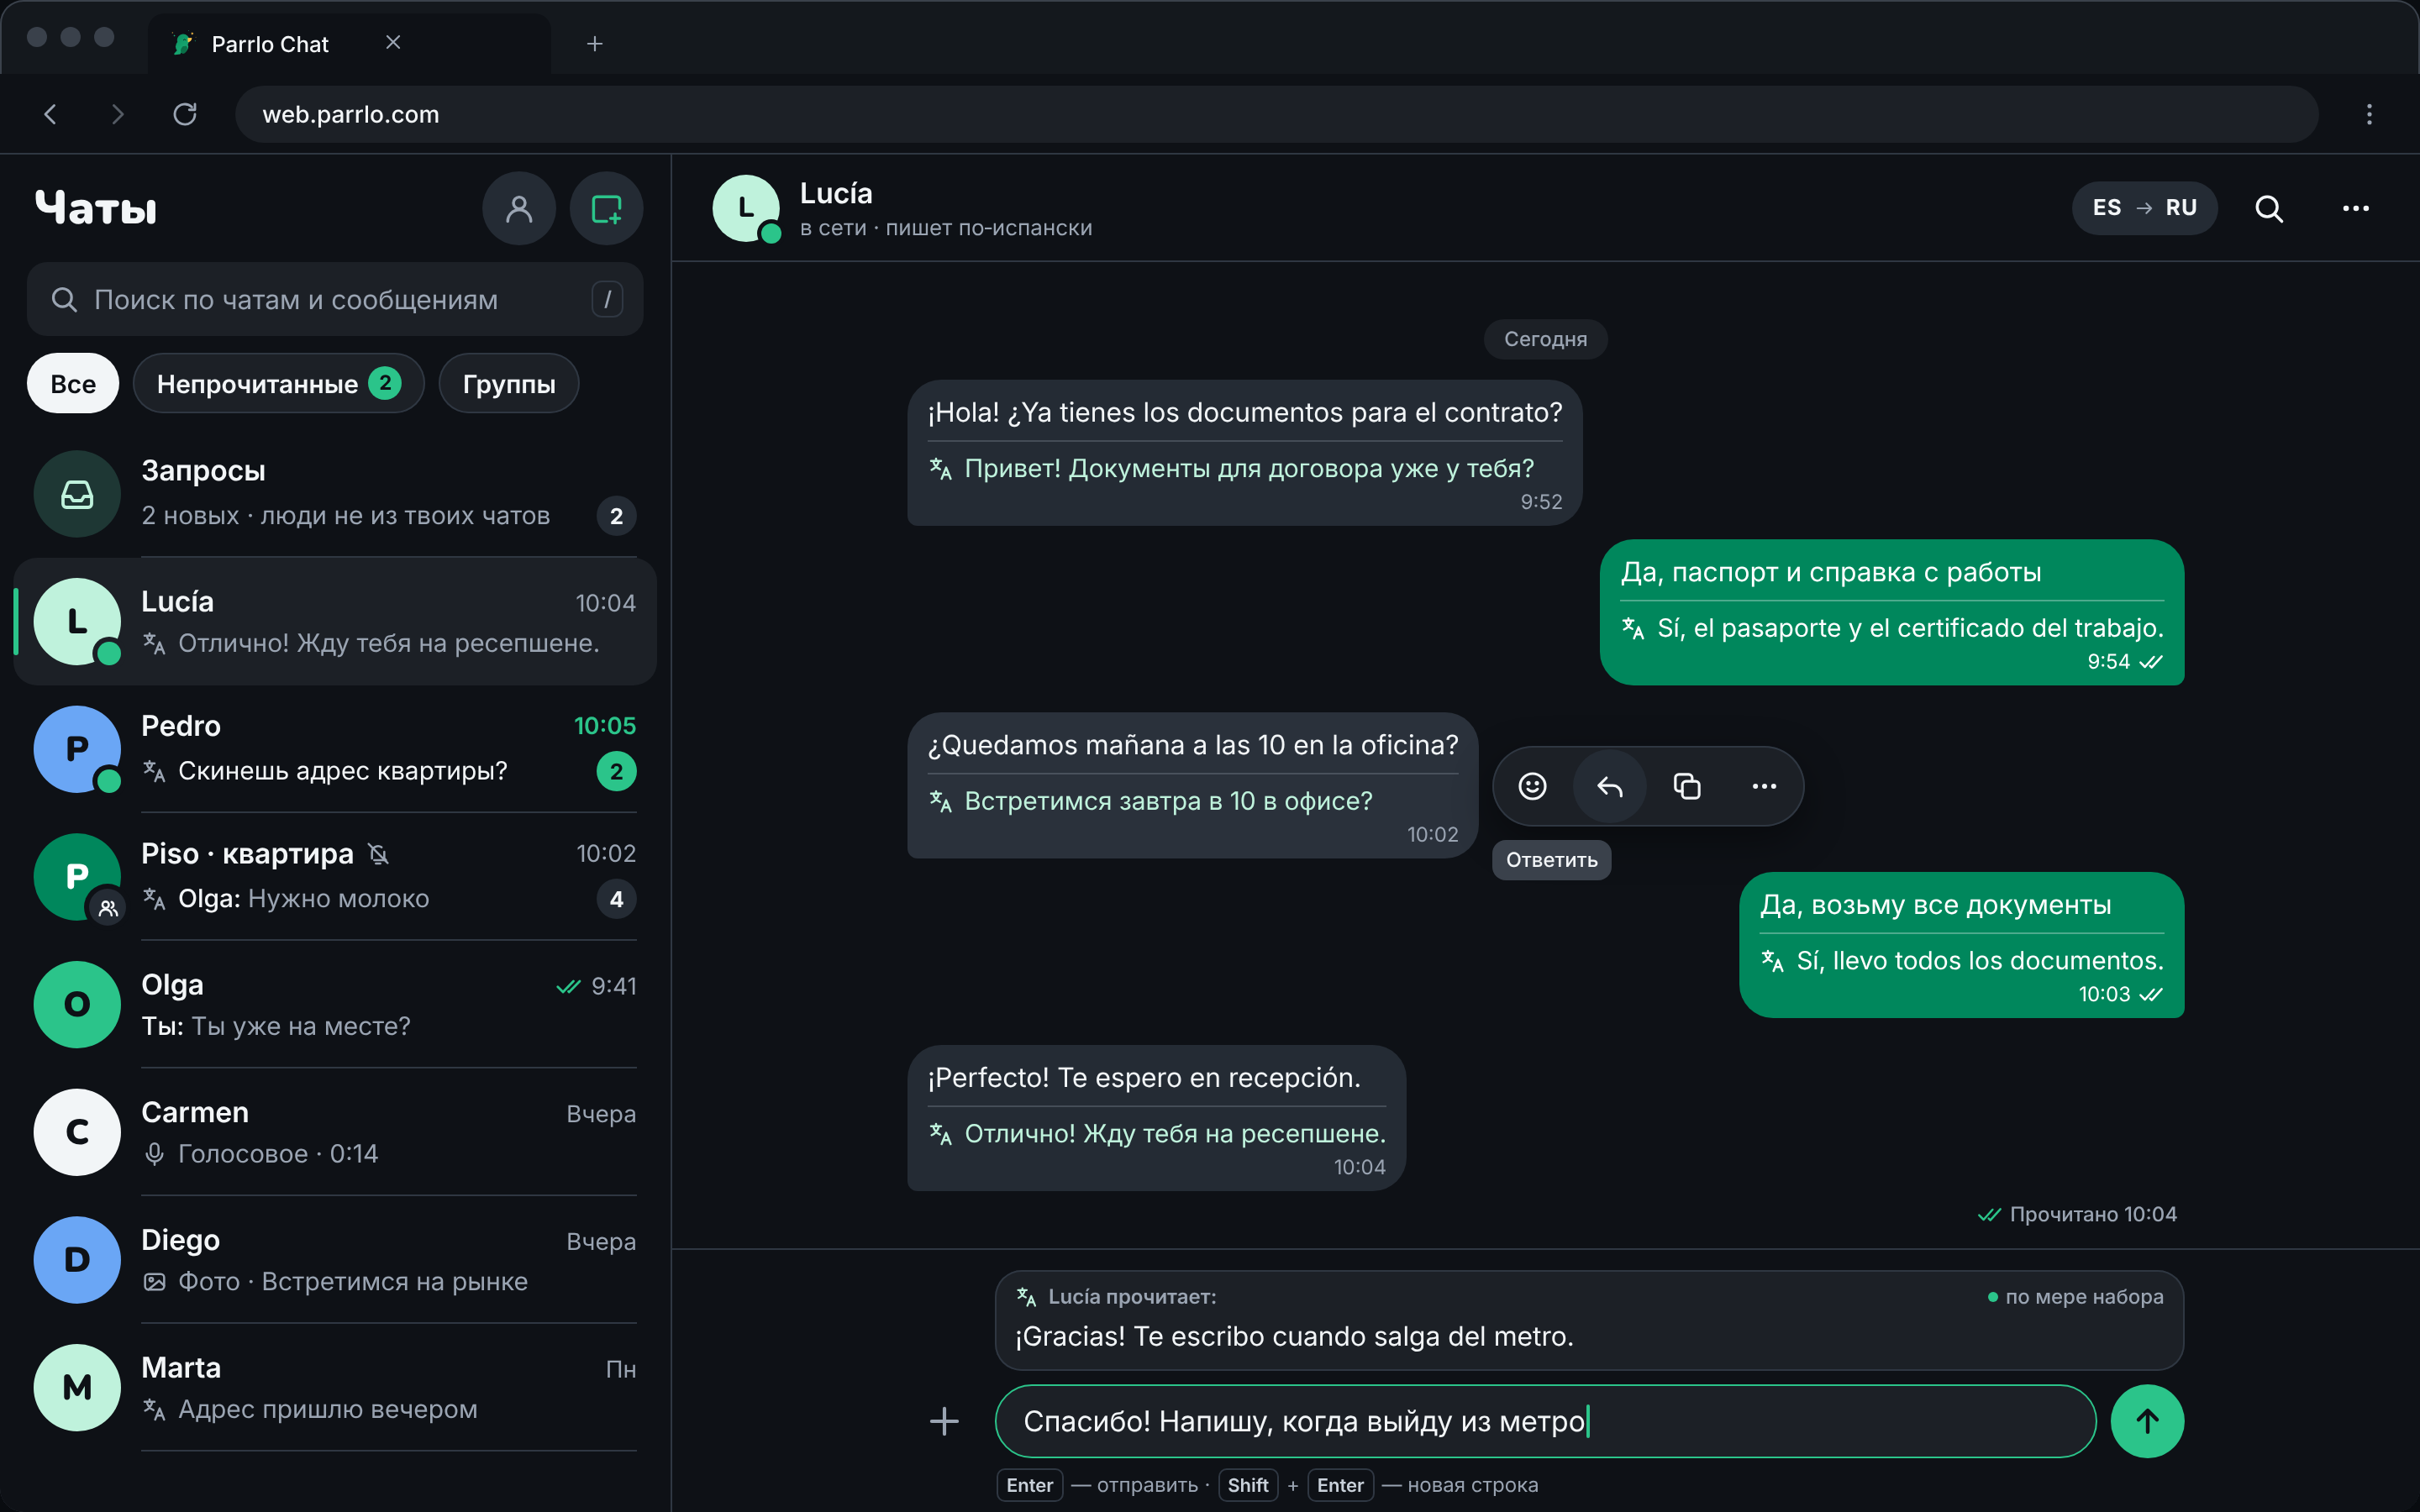 Parrlo Chat
web.parrlo.com
Чаты
Поиск по чатам и сообщениям /
Все
Непрочитанные 2
Группы
Запросы
2 новых · люди не из твоих чатов 2
L
Lucía 10:04
Отлично! Жду тебя на ресепшене.
P
Pedro 10:05
Скинешь адрес квартиры? 2
P
Piso · квартира 10:02
Olga: Нужно молоко 4
O
Olga 9:41
Ты: Ты уже на месте?
C
Carmen Вчера
Голосовое · 0:14
D
Diego Вчера
Фото · Встретимся на рынке
M
Marta Пн
Адрес пришлю вечером
L
Lucía
в сети · пишет по-испански
ES → RU
Сегодня
¡Hola! ¿Ya tienes los documentos para el contrato?
Привет! Документы для договора уже у тебя?
9:52
Да, паспорт и справка с работы
Sí, el pasaporte y el certificado del trabajo.
9:54
¿Quedamos mañana a las 10 en la oficina?
Встретимся завтра в 10 в офисе?
10:02
Ответить
Да, возьму все документы
Sí, llevo todos los documentos.
10:03
¡Perfecto! Te espero en recepción.
Отлично! Жду тебя на ресепшене.
10:04
Прочитано 10:04
Lucía прочитает: по мере набора
¡Gracias! Te escribo cuando salga del metro.
Спасибо! Напишу, когда выйду из метро
Enter — отправить · Shift + Enter — новая строка